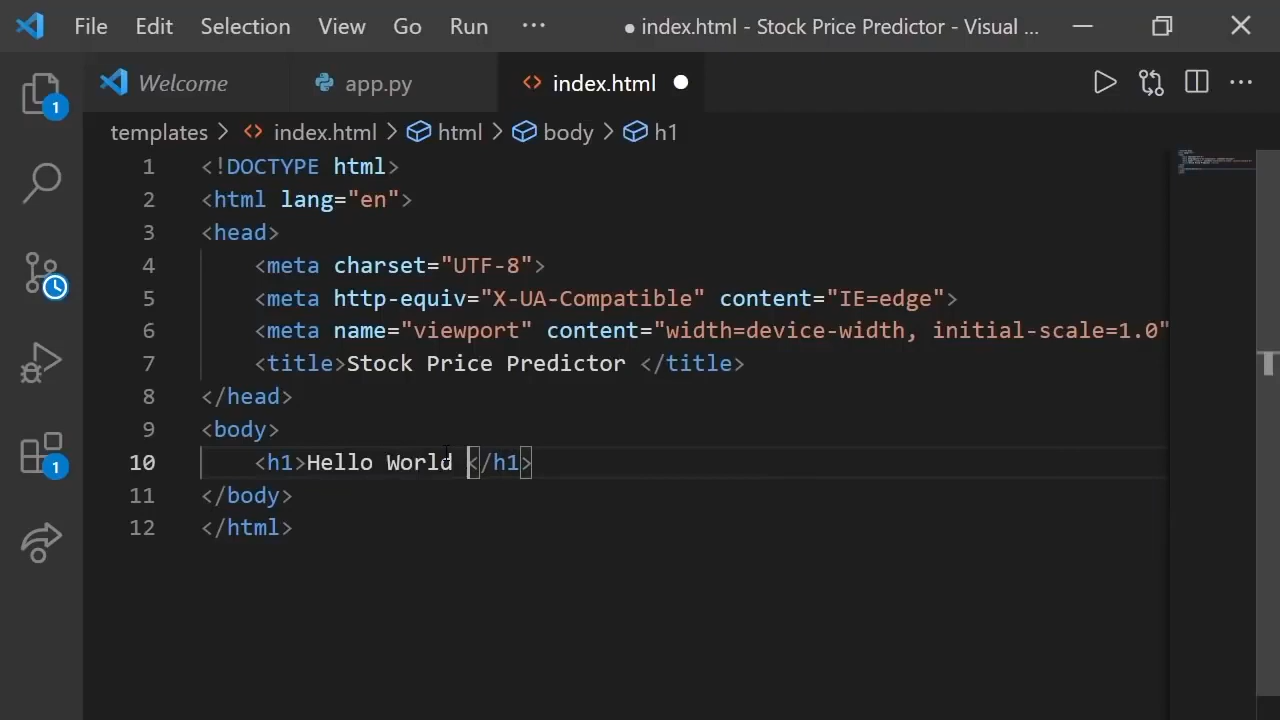 File Edit Selection View Go Run ··· ● index.html - Stock Price Predictor - Visual ...
Welcome app.py <> index.html ●
templates > <> index.html > html > body > h1
1 <!DOCTYPE html>
2 <html lang="en">
3 <head>
4 <meta charset="UTF-8">
5 <meta http-equiv="X-UA-Compatible" content="IE=edge">
6 <meta name="viewport" content="width=device-width, initial-scale=1.0"
7 <title>Stock Price Predictor </title>
8 </head>
9 <body>
10 <h1>Hello World </h1>
11 </body>
12 </html>
1
1